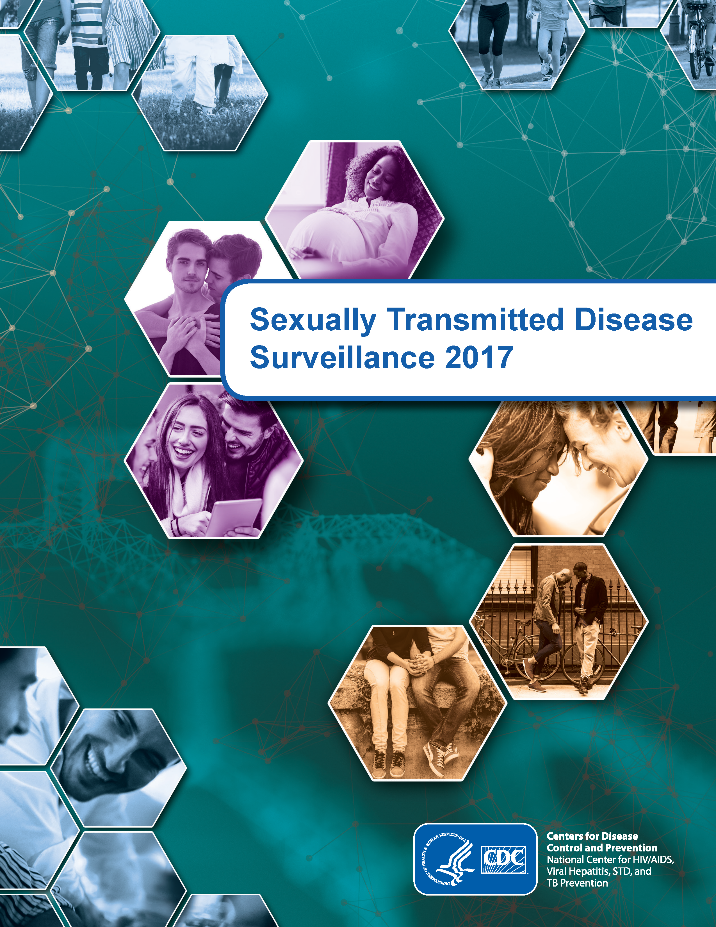 Sexually Transmitted Disease
Surveillance 2017
CDC
Centers for Disease
Control and Prevention
National Center for HIV/AIDS,
Viral Hepatitis, STD, and
TB Prevention